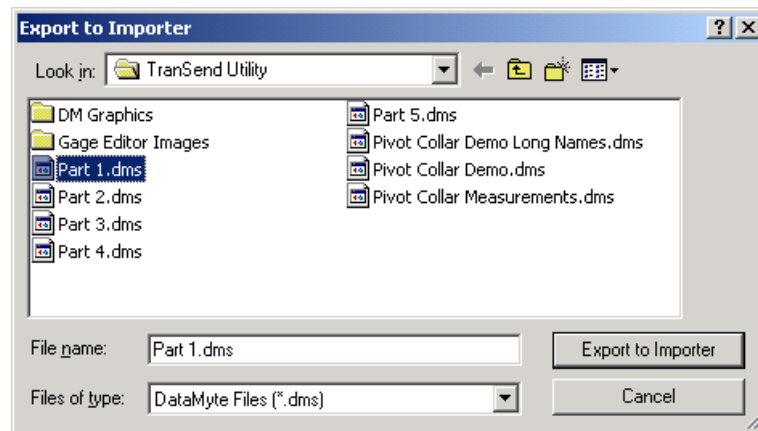 Export to Importer
Look in: TranSend Utility
DM Graphics
Gage Editor Images
Part 1.dms
Part 2.dms
Part 3.dms
Part 4.dms
Part 5.dms
Pivot Collar Demo Long Names.dms
Pivot Collar Demo.dms
Pivot Collar Measurements.dms
File name: Part 1.dms Export to Importer
Files of type: DataMyte Files (*.dms) Cancel